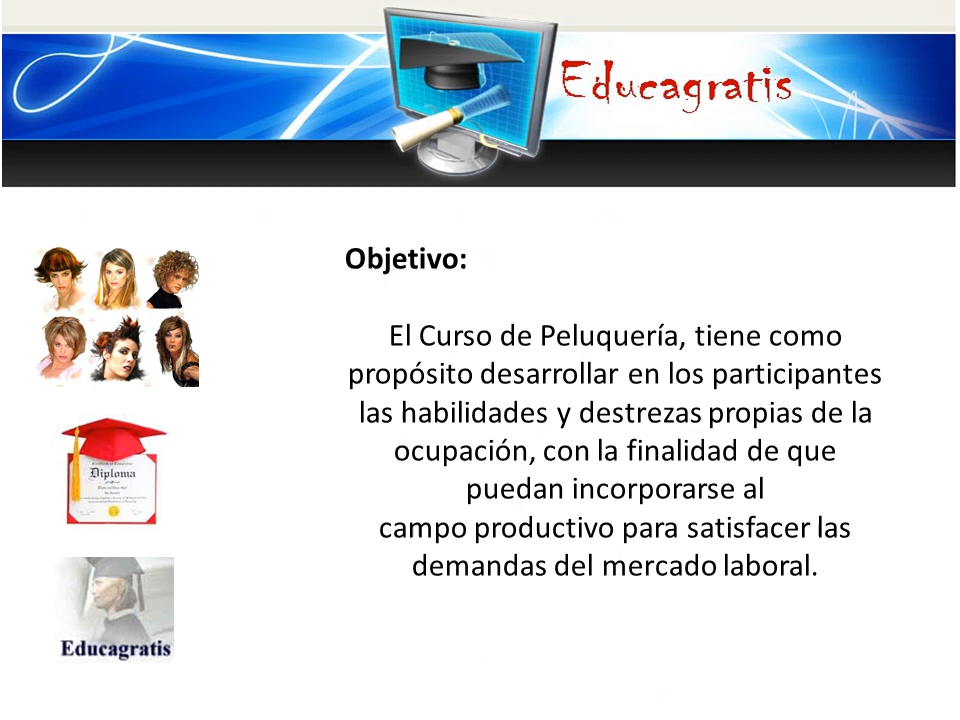 Educagratis
Objetivo:
El Curso de Peluquería, tiene como
propósito desarrollar en los participantes
las habilidades y destrezas propias de la
ocupación, con la finalidad de que
puedan incorporarse al
campo productivo para satisfacer las
demandas del mercado laboral.
Diploma
Educagratis